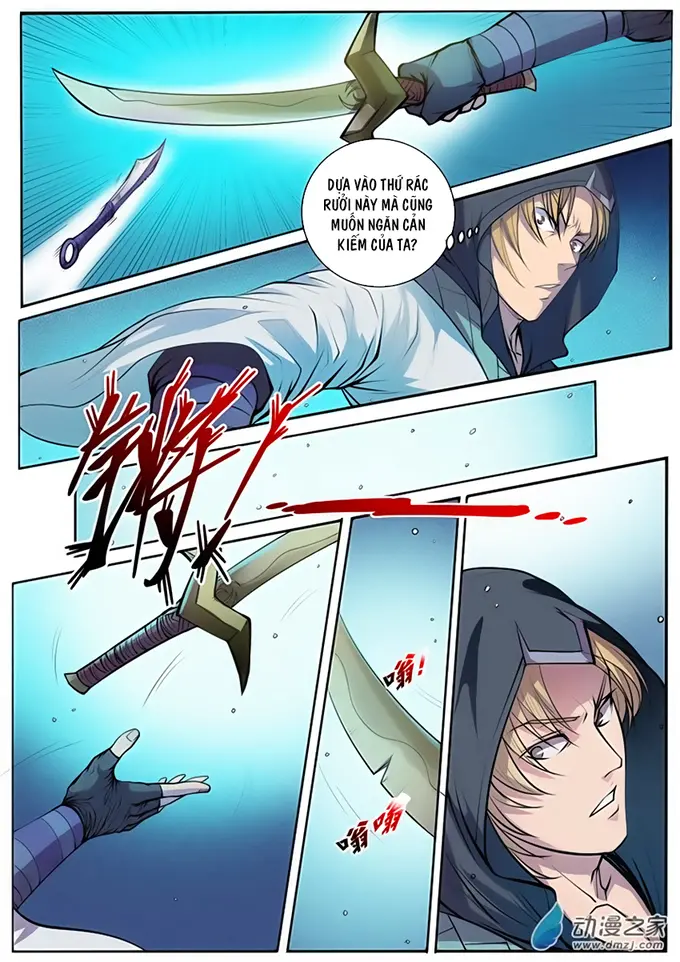 DỰA VÀO THỨ RÁC
RƯỞI NÀY MÀ CŨNG
MUỐN NGĂN CẢN
KIẾM CỦA TA?
锵
嗡!
嗡嗡
动漫之家
www.dmzj.com